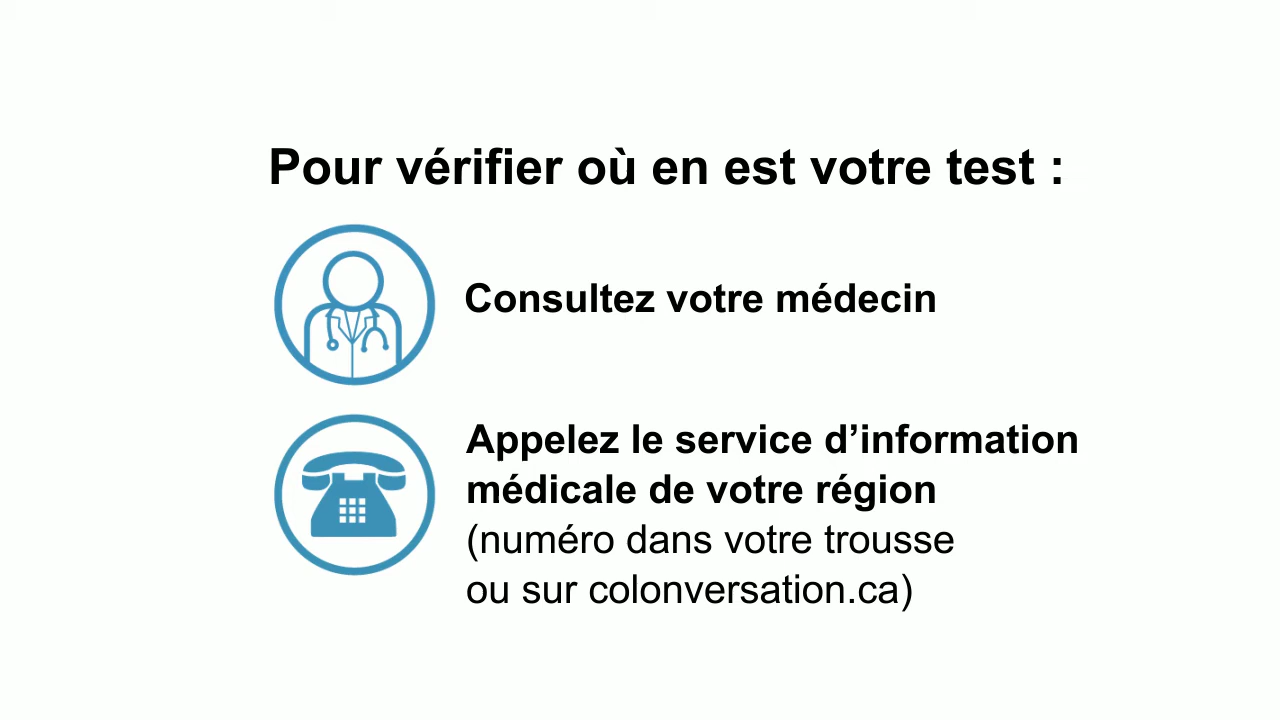 Pour vérifier où en est votre test :
Consultez votre médecin
Appelez le service d’information
médicale de votre région
(numéro dans votre trousse
ou sur colonversation.ca)